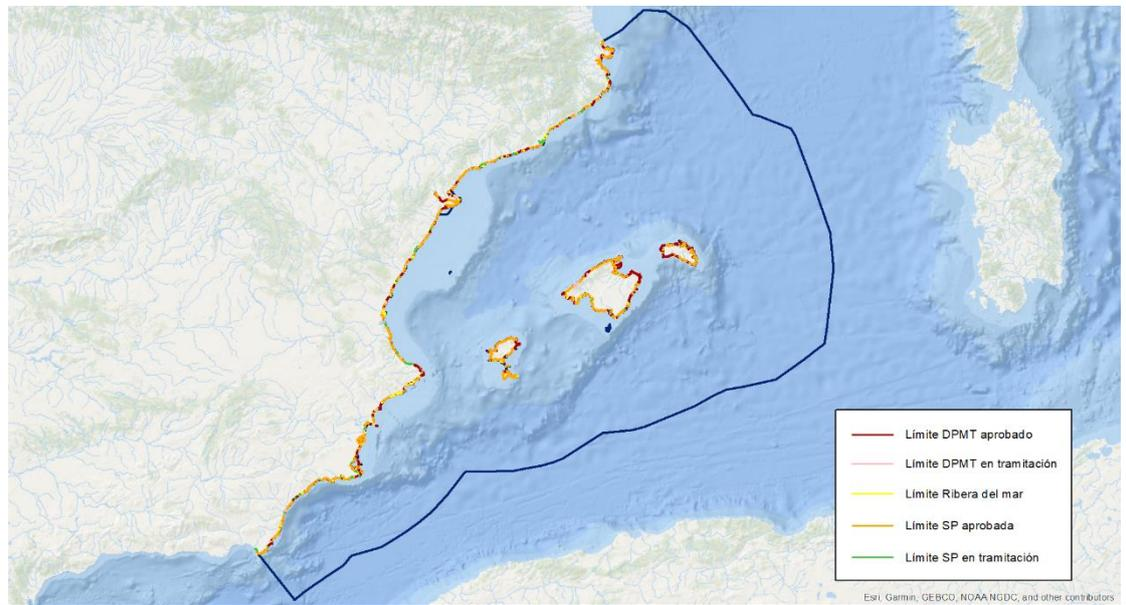 Límite DPMT aprobado
Límite DPMT en tramitación
Límite Ribera del mar
Límite SP aprobada
Límite SP en tramitación
Esri, Garmin, GEBCO, NOAA NGDC, and other contributors